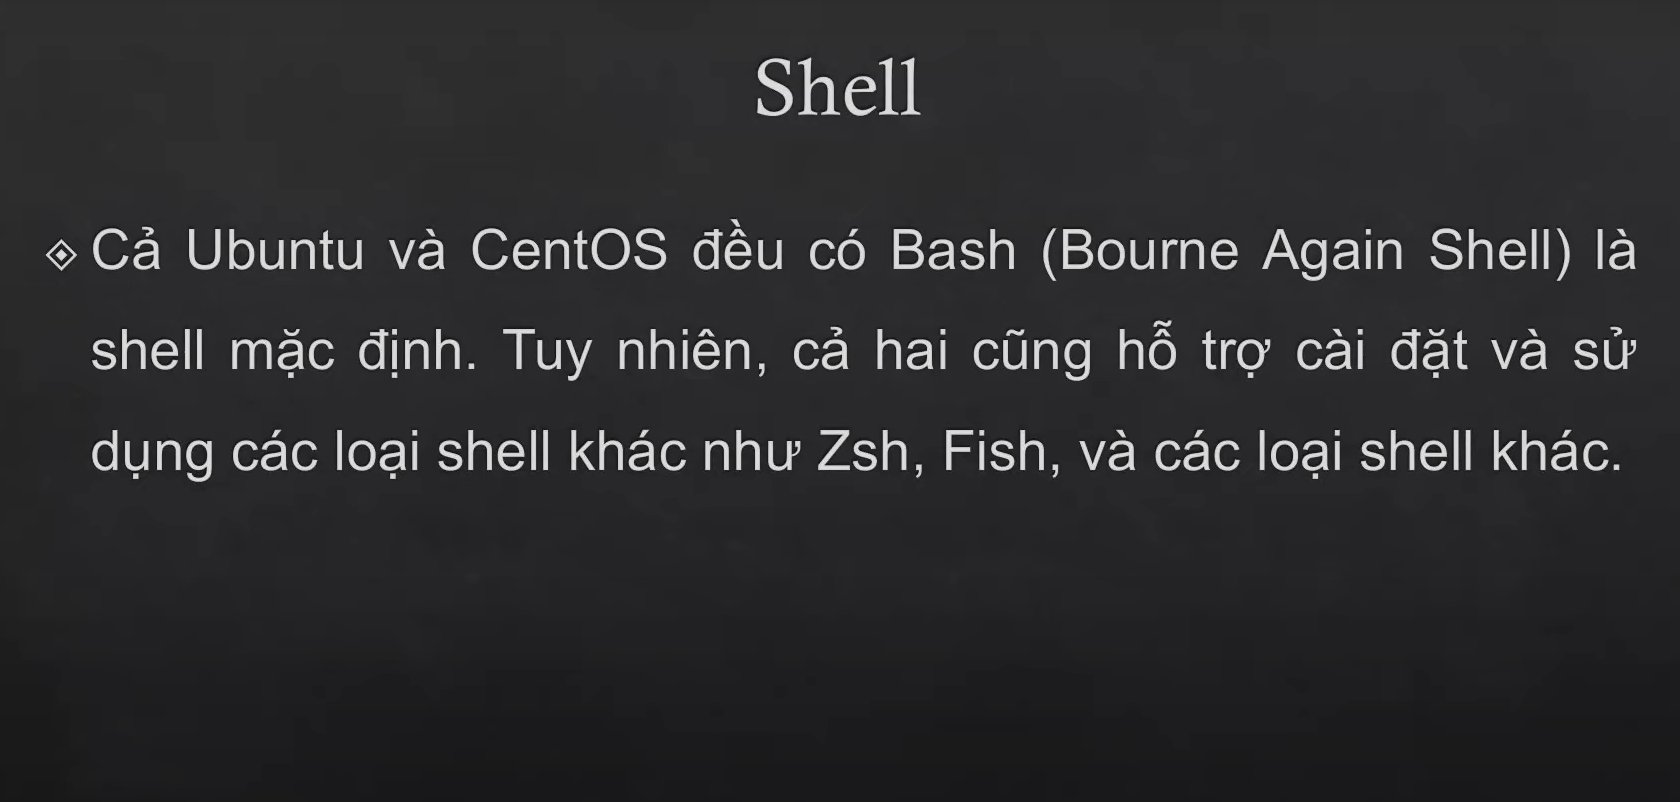 Shell
Cả Ubuntu và CentOS đều có Bash (Bourne Again Shell) là
shell mặc định. Tuy nhiên, cả hai cũng hỗ trợ cài đặt và sử
dụng các loại shell khác như Zsh, Fish, và các loại shell khác.